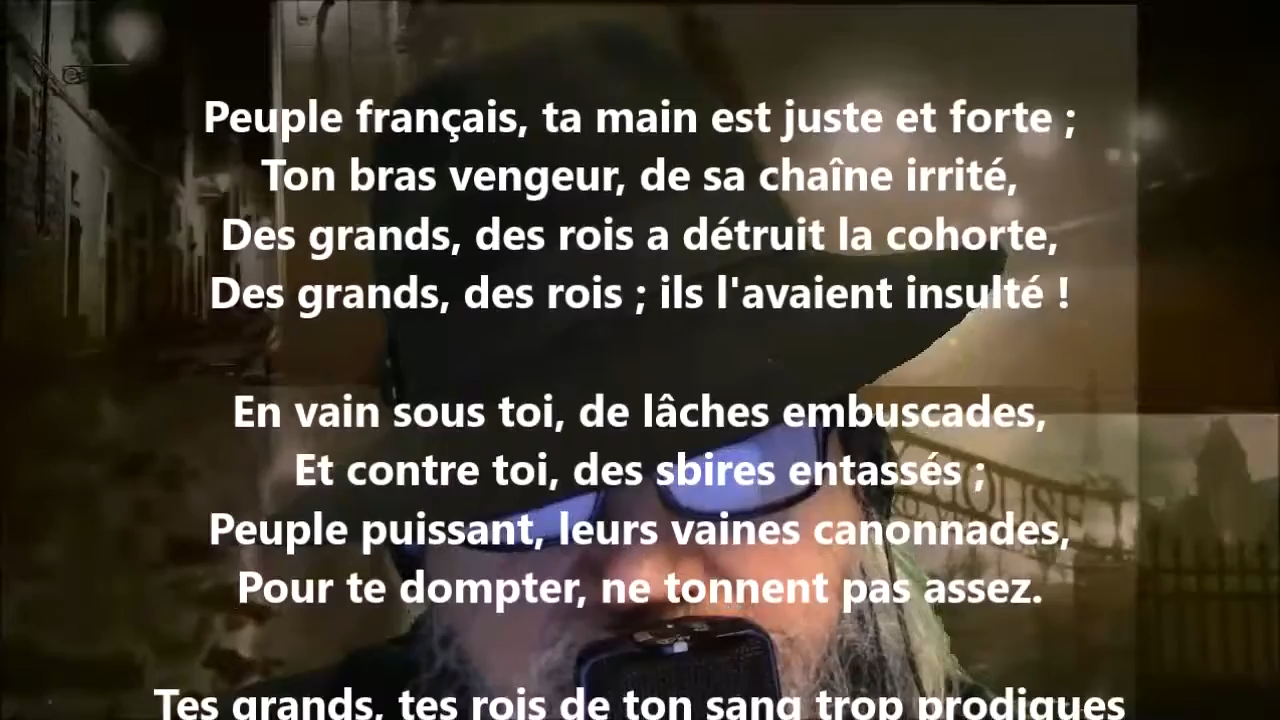 Peuple français, ta main est juste et forte ;
Ton bras vengeur, de sa chaîne irrité,
Des grands, des rois a détruit la cohorte,
Des grands, des rois ; ils l'avaient insulté !
En vain sous toi, de lâches embuscades,
Et contre toi, des sbires entassés ;
Peuple puissant, leurs vaines canonnades,
Pour te dompter, ne tonnent pas assez.
Tes grands, tes rois de ton sang trop prodigues